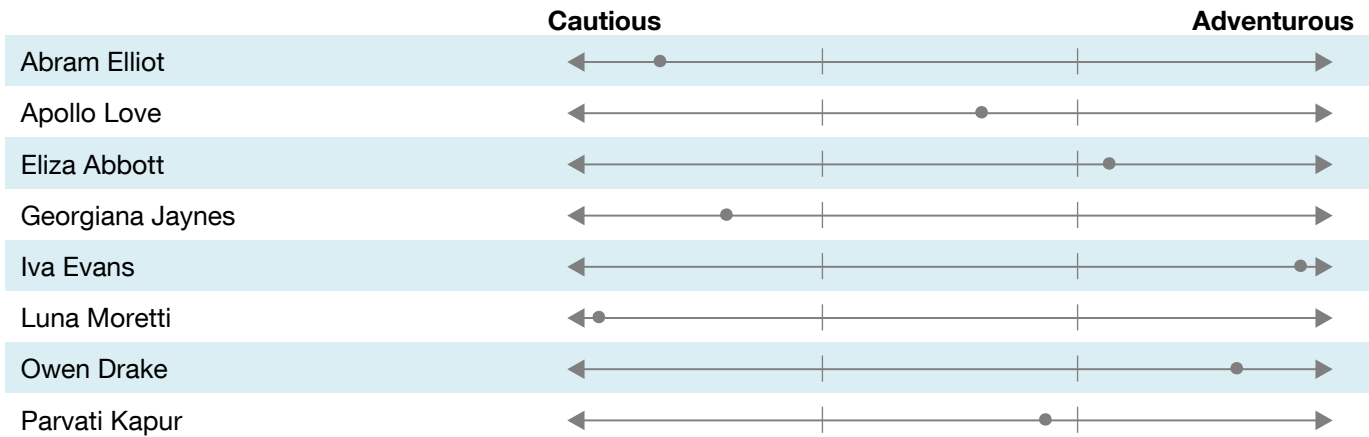 Cautious Adventurous
Abram Elliot
Apollo Love
Eliza Abbott
Georgiana Jaynes
Iva Evans
Luna Moretti
Owen Drake
Parvati Kapur